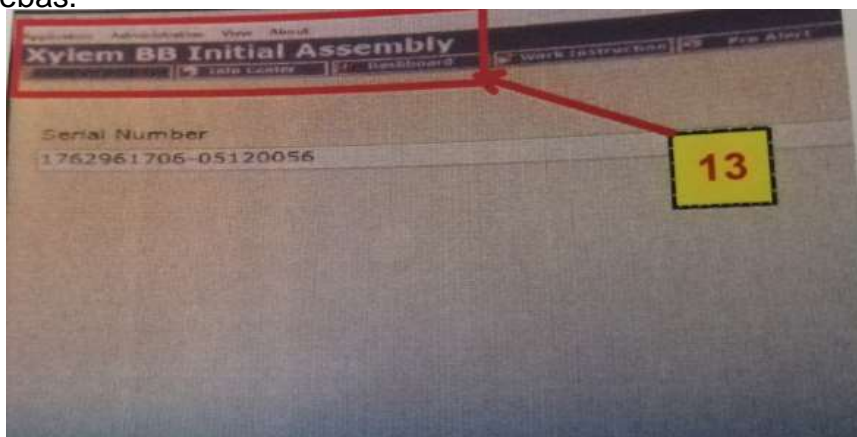 Application Administration View About
Xylem BB Initial Assembly
Info Center Dashboard Work Instruction Pre Alert
Serial Number
1762961706-05120056
13